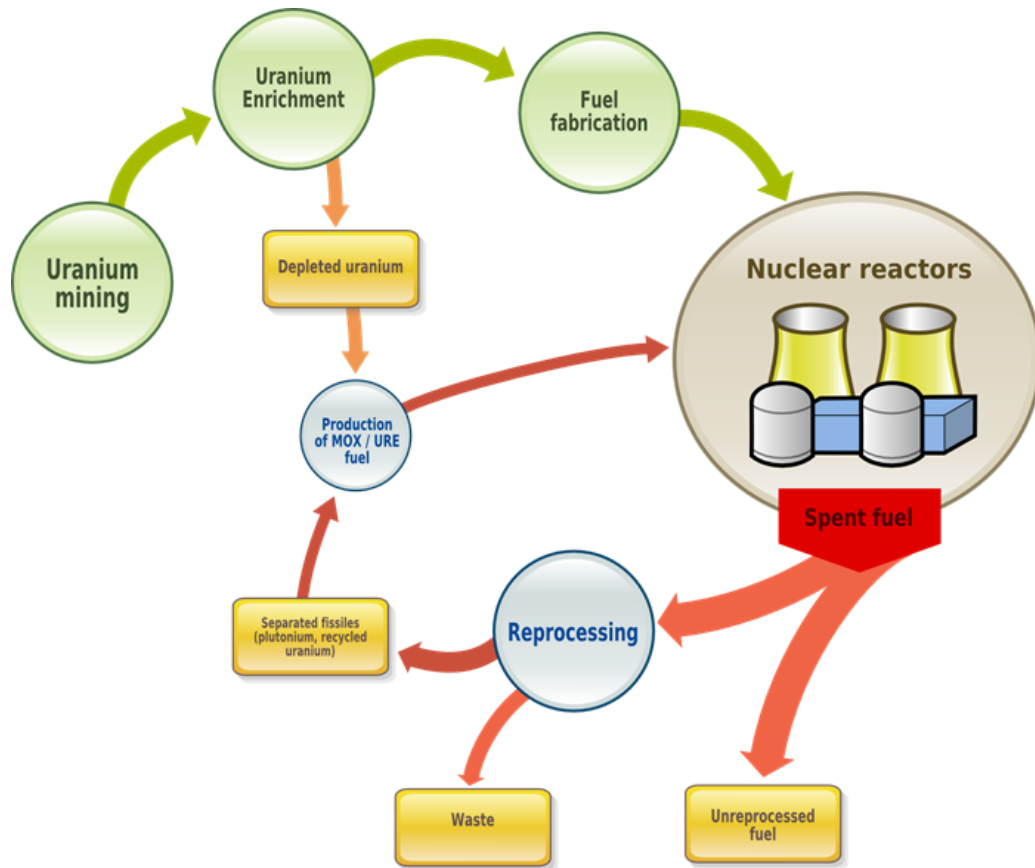 Uranium
Enrichment
Fuel
fabrication
Uranium
mining
Depleted uranium
Nuclear reactors
Production
of MOX / URE
fuel
Spent fuel
Separated fissiles
(plutonium, recycled
uranium)
Reprocessing
Waste
Unreprocessed
fuel